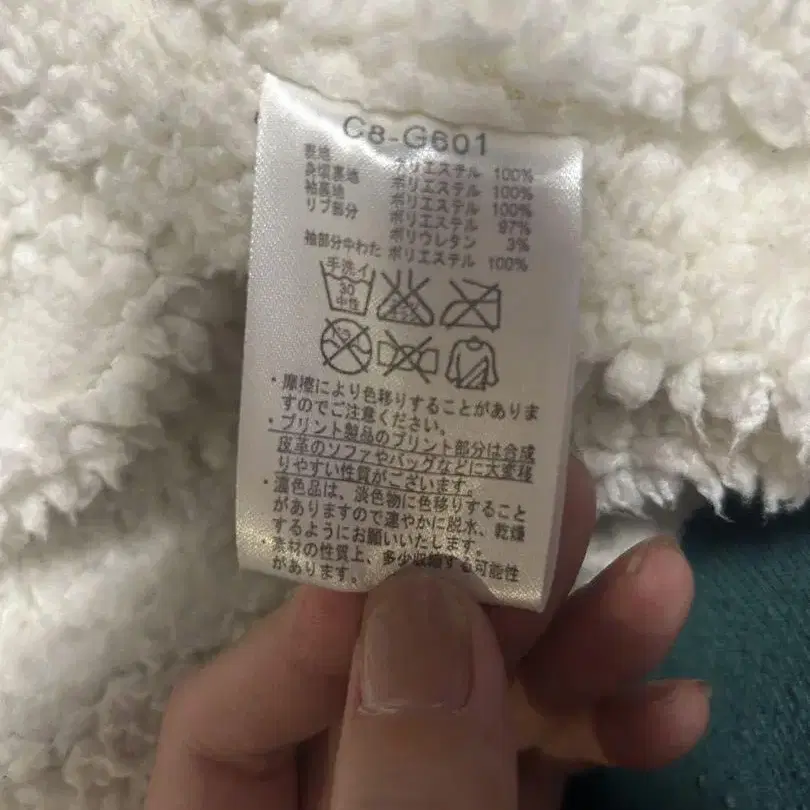 C8-G601
表地 ポリエステル 100%
身頃裏地 ポリエステル 100%
袖裏地 ポリエステル 100%
リブ部分 ポリエステル 97%
ポリウレタン 3%
袖部分中わた ポリエステル 100%
手洗イ
30
中性
・摩擦により色移りすることがありま
すのでご注意ください。
・プリント製品のプリント部分は合成
皮革のソファやバッグなどに大変移
りやすい性質がございます。
・濃色品は、淡色物に色移りすること
がありますので速やかに脱水、乾燥
するようにお願いいたします。
・素材の性質上、多少収縮する可能性
があります。